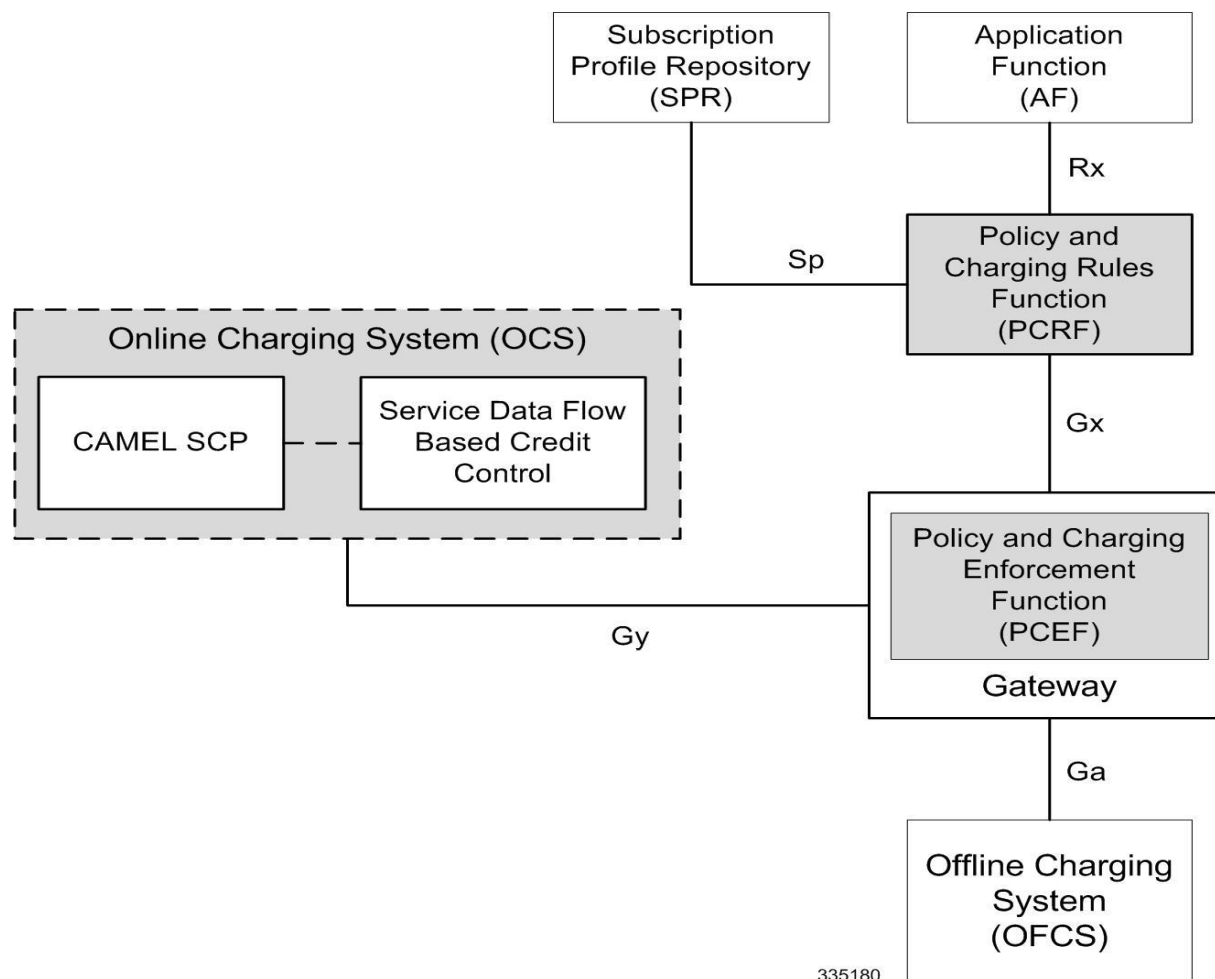 Subscription
Profile Repository
(SPR)
Application
Function
(AF)
Rx
Policy and
Charging Rules
Function
(PCRF)
Sp
Online Charging System (OCS)
CAMEL SCP
Service Data Flow
Based Credit
Control
Gx
Policy and Charging
Enforcement
Function
(PCEF)
Gateway
Gy
Ga
Offline Charging
System
(OFCS)
335180